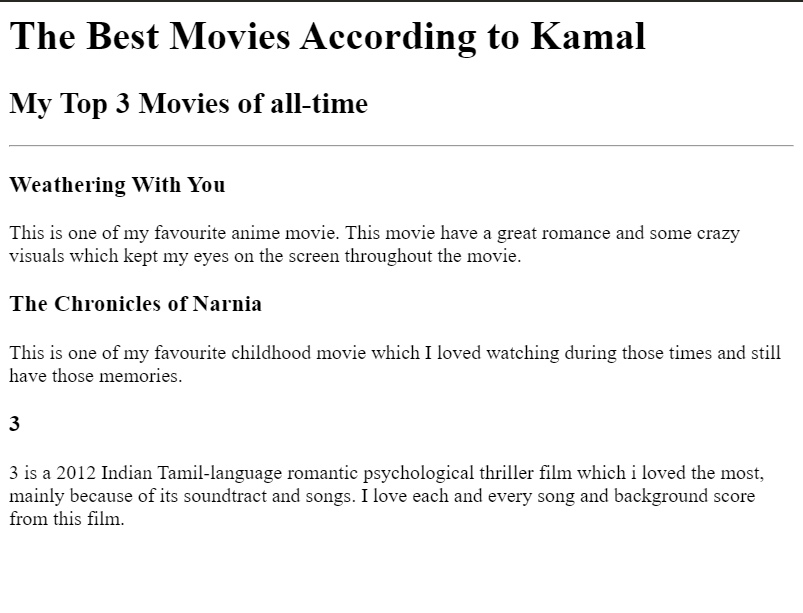 The Best Movies According to Kamal
My Top 3 Movies of all-time
Weathering With You
This is one of my favourite anime movie. This movie have a great romance and some crazy
visuals which kept my eyes on the screen throughout the movie.
The Chronicles of Narnia
This is one of my favourite childhood movie which I loved watching during those times and still
have those memories.
3
3 is a 2012 Indian Tamil-language romantic psychological thriller film which i loved the most,
mainly because of its soundtract and songs. I love each and every song and background score
from this film.